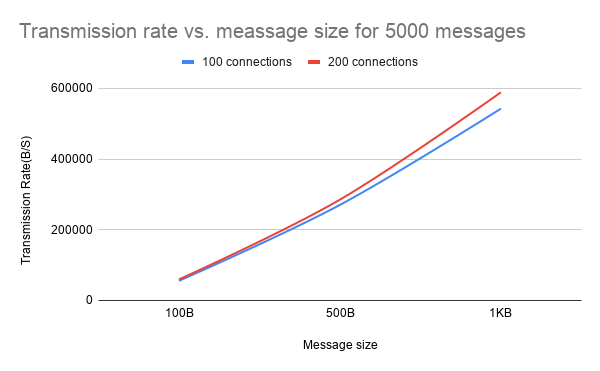 Transmission rate vs. meassage size for 5000 messages
100 connections
200 connections
600000
400000
200000
0
Transmission Rate(B/S)
100B
500B
1KB
Message size